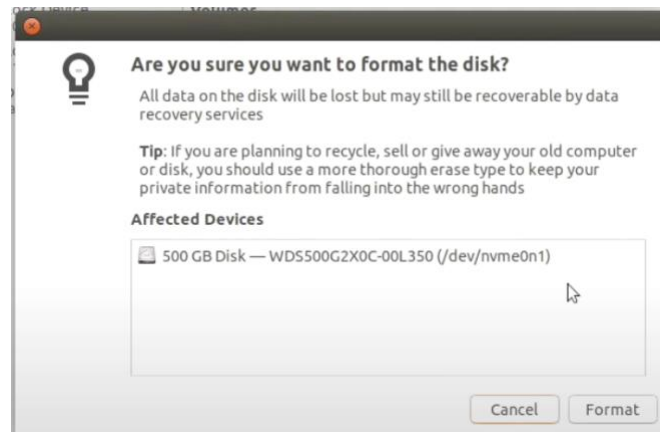 Volumes
Are you sure you want to format the disk?
All data on the disk will be lost but may still be recoverable by data
recovery services
Tip: If you are planning to recycle, sell or give away your old computer
or disk, you should use a more thorough erase type to keep your
private information from falling into the wrong hands
Affected Devices
500 GB Disk — WDS500G2X0C-00L350 (/dev/nvme0n1)
Cancel Format